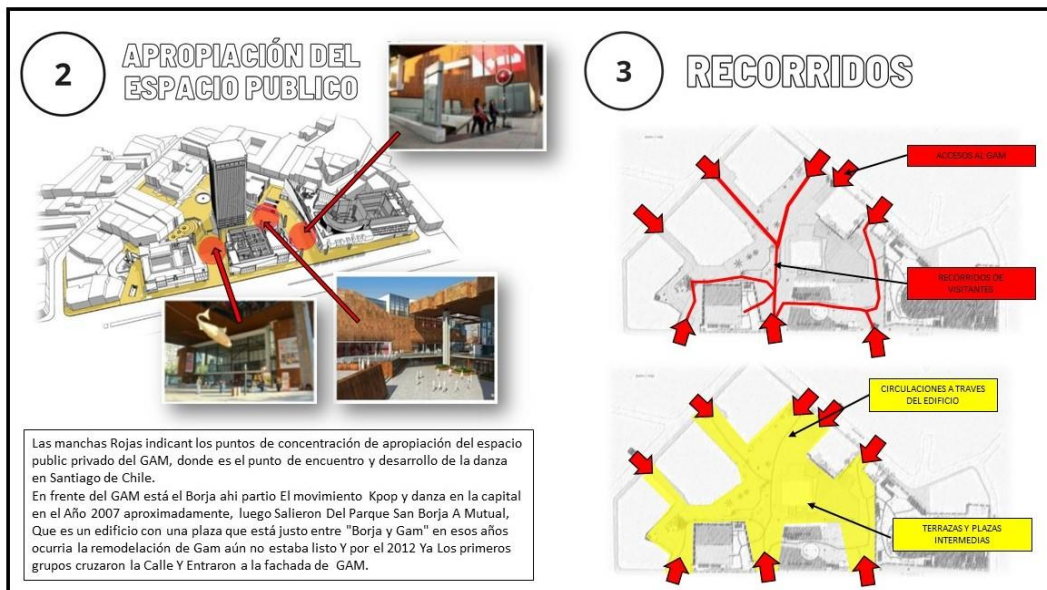 2
APROPIACIÓN DEL
ESPACIO PUBLICO
Las manchas Rojas indicant los puntos de concentración de apropiación del espacio
public privado del GAM, donde es el punto de encuentro y desarrollo de la danza
en Santiago de Chile.
En frente del GAM está el Borja ahi partio El movimiento Kpop y danza en la capital
en el Año 2007 aproximadamente, luego Salieron Del Parque San Borja A Mutual,
Que es un edificio con una plaza que está justo entre "Borja y Gam" en esos años
ocurria la remodelación de Gam aún no estaba listo Y por el 2012 Ya Los primeros
grupos cruzaron la Calle Y Entraron a la fachada de GAM.
3
RECORRIDOS
ACCESOS AL GAM
RECORRIDOS DE
VISITANTES
CIRCULACIONES A TRAVES
DEL EDIFICIO
TERRAZAS Y PLAZAS
INTERMEDIAS